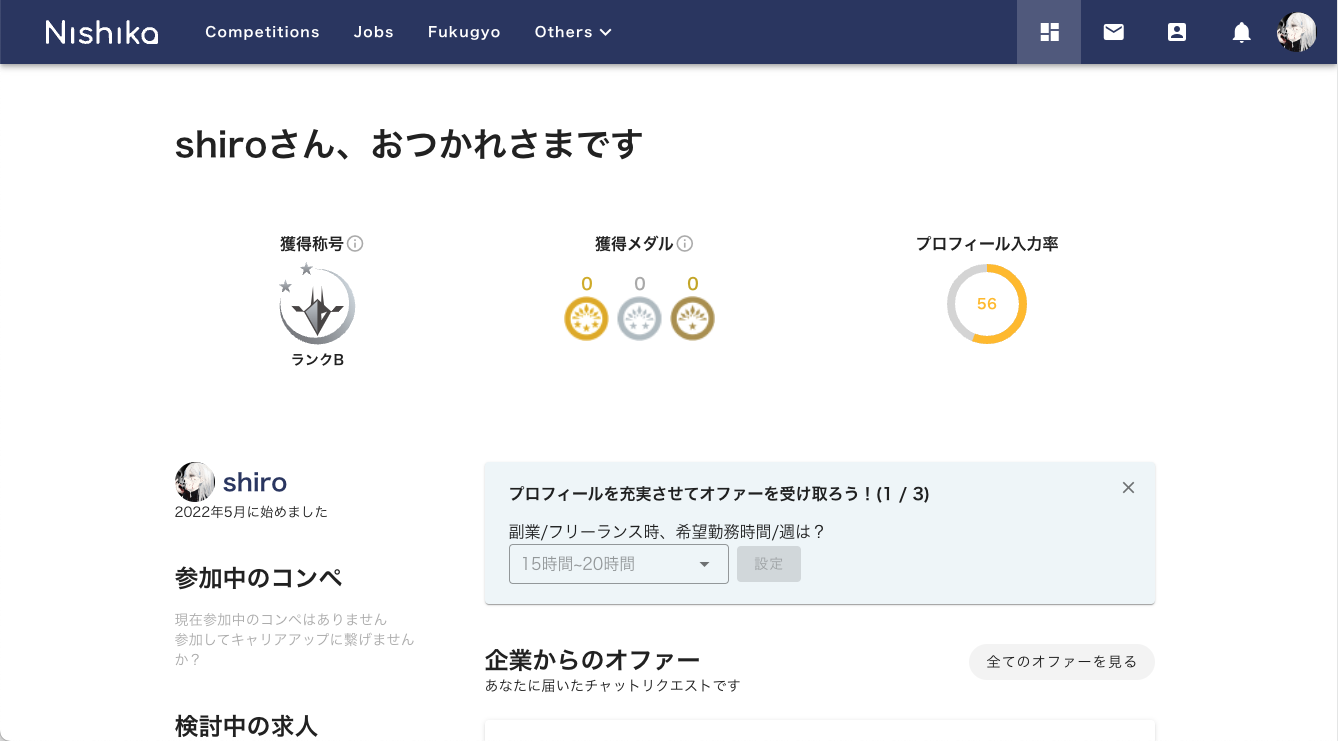 Nishika
Competitions
Jobs
Fukugyo
Others
shiroさん、おつかれさまです
獲得称号
ランクB
獲得メダル
0
0
0
プロフィール入力率
56
shiro
2022年5月に始めました
参加中のコンペ
現在参加中のコンペはありません
参加してキャリアアップに繋げません
か？
検討中の求人
プロフィールを充実させてオファーを受け取ろう！(1 / 3)
副業/フリーランス時、希望勤務時間/週は？
15時間~20時間
設定
企業からのオファー
全てのオファーを見る
あなたに届いたチャットリクエストです